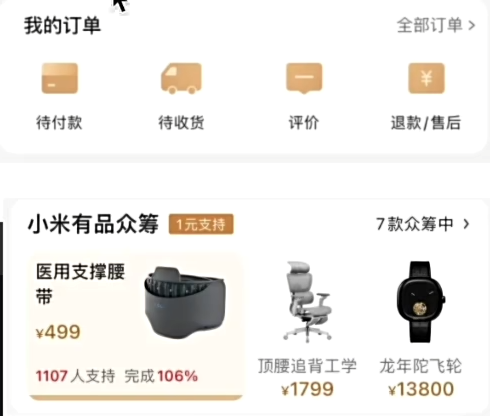 我的订单
全部订单 >
待付款 待收货 评价 退款/售后
¥
小米有品众筹 1元支持 7款众筹中 >
医用支撑腰
带
¥499
1107人支持 完成106%
顶腰追背工学 龙年陀飞轮
¥1799 ¥13800